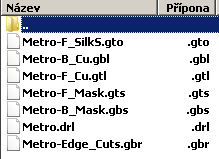 Název Přípona
..
Metro-F_SilkS.gto .gto
Metro-B_Cu.gbl .gbl
Metro-F_Cu.gtl .gtl
Metro-F_Mask.gts .gts
Metro-B_Mask.gbs .gbs
Metro.drl .drl
Metro-Edge_Cuts.gbr .gbr